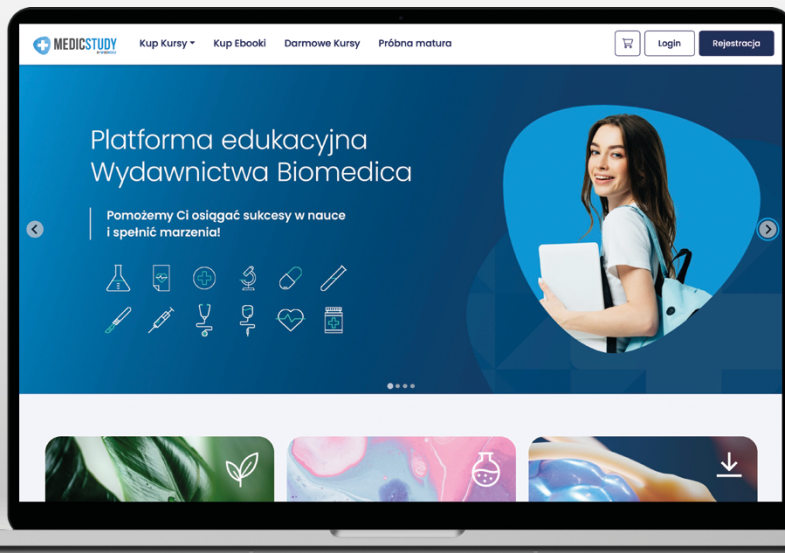 MEDICSTUDY
Kup Kursy
Kup Ebooki
Darmowe Kursy
Próbna matura
Login
Rejestracja
Platforma edukacyjna
Wydawnictwa Biomedica
Pomożemy Ci osiągać sukcesy w nauce
i spełnić marzenia!